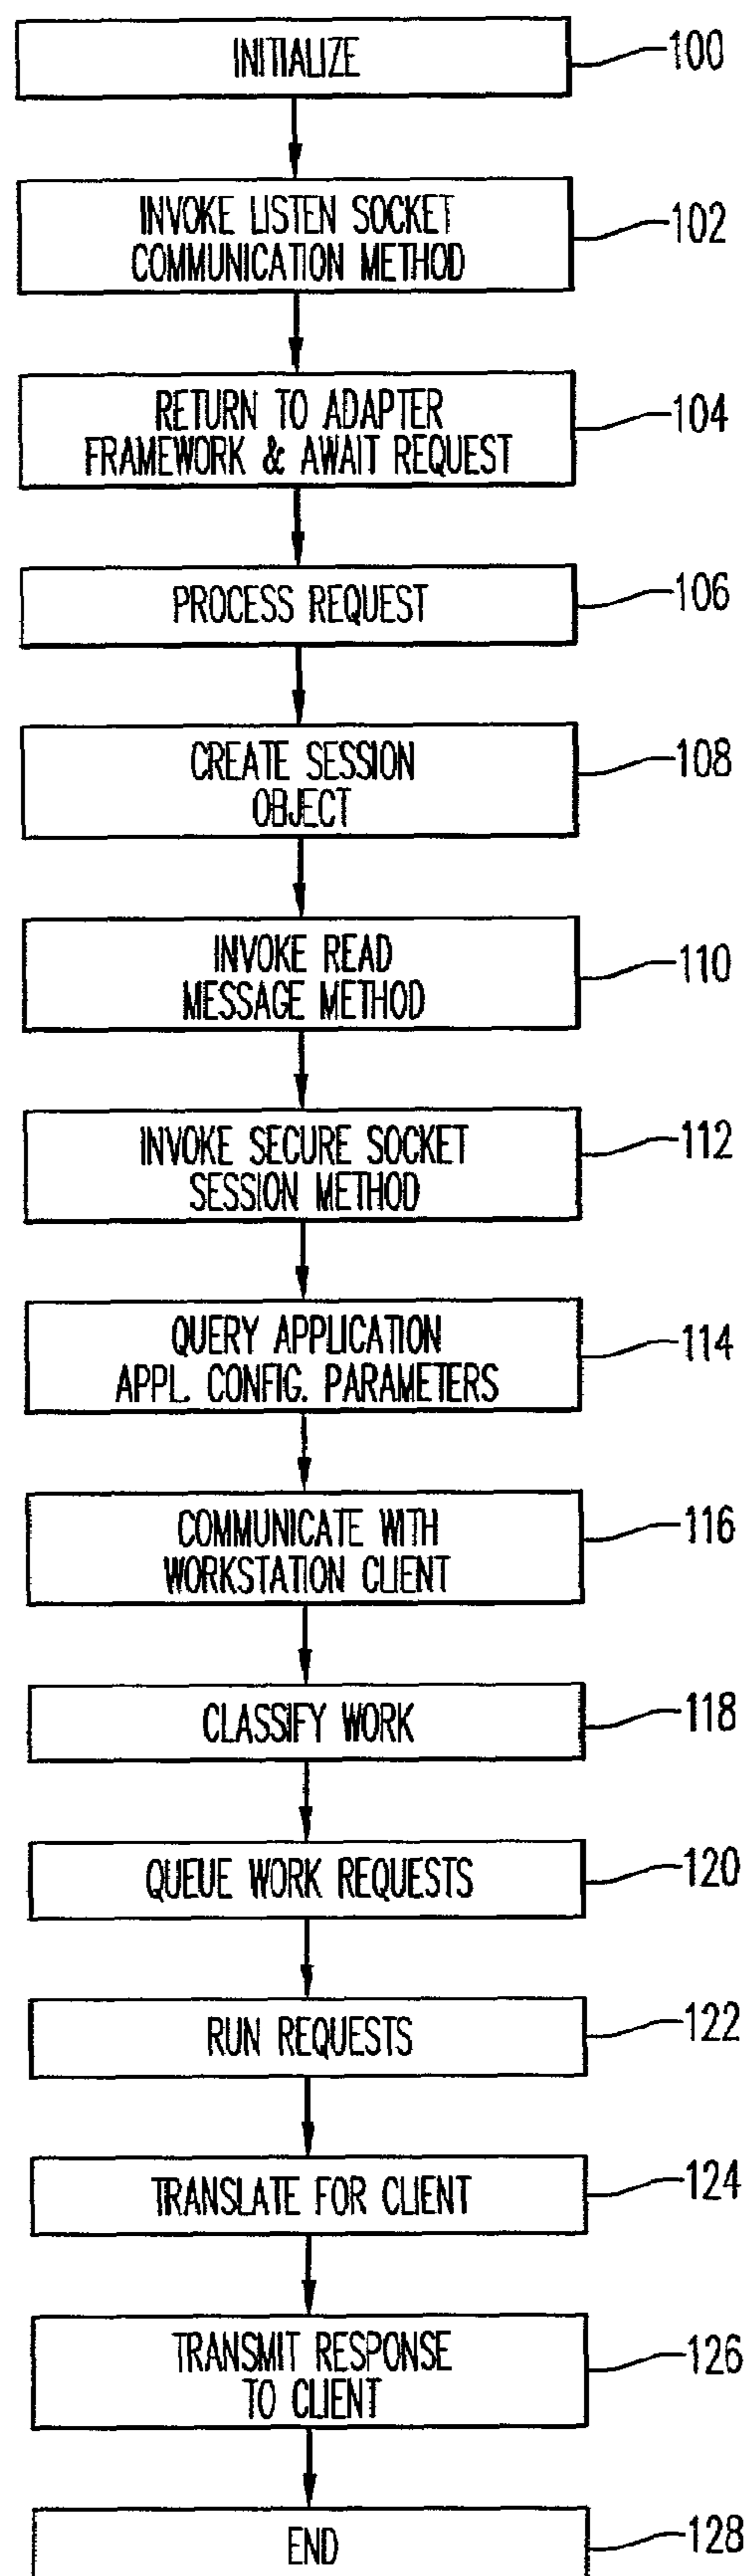 INITIALIZE
100
INVOKE LISTEN SOCKET
COMMUNICATION METHOD
102
RETURN TO ADAPTER
FRAMEWORK & AWAIT REQUEST
104
PROCESS REQUEST
106
CREATE SESSION
OBJECT
108
INVOKE READ
MESSAGE METHOD
110
INVOKE SECURE SOCKET
SESSION METHOD
112
QUERY APPLICATION
APPL. CONFIG. PARAMETERS
114
COMMUNICATE WITH
WORKSTATION CLIENT
116
CLASSIFY WORK
118
QUEUE WORK REQUESTS
120
RUN REQUESTS
122
TRANSLATE FOR CLIENT
124
TRANSMIT RESPONSE
TO CLIENT
126
END
128